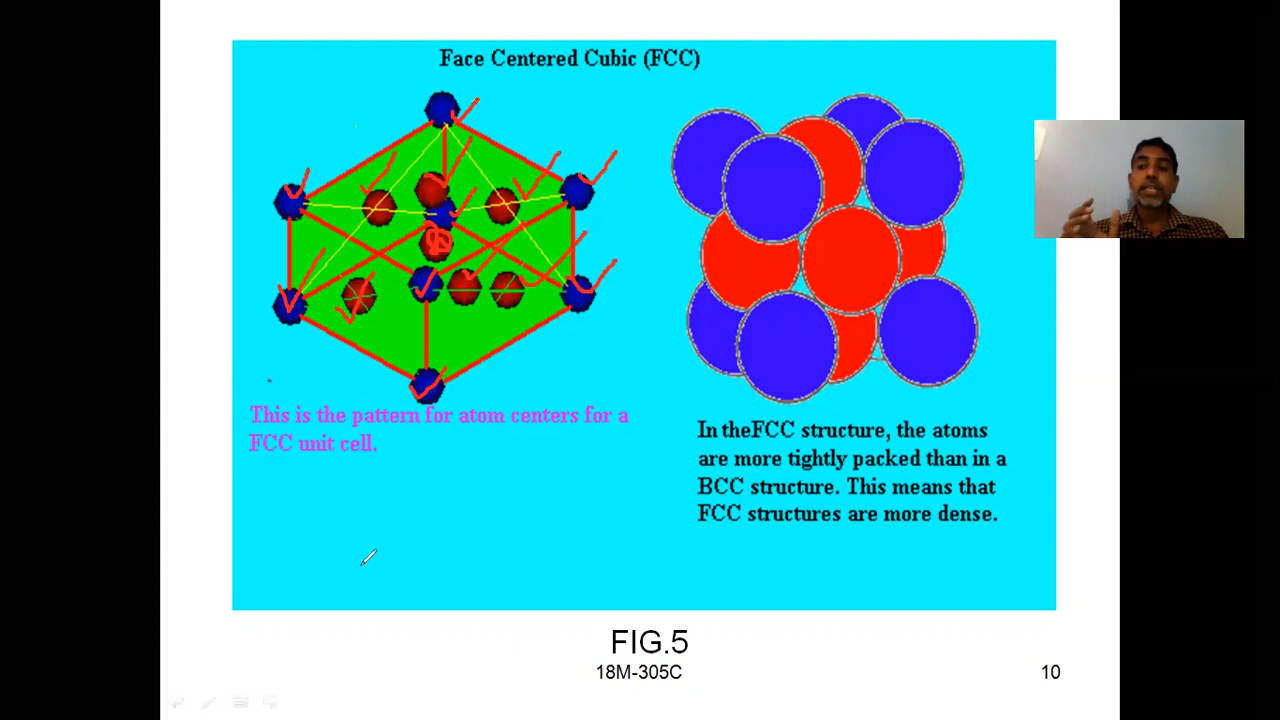 Face Centered Cubic (FCC)
This is the pattern for atom centers for a
FCC unit cell.
In theFCC structure, the atoms
are more tightly packed than in a
BCC structure. This means that
FCC structures are more dense.
FIG.5
18M-305C
10